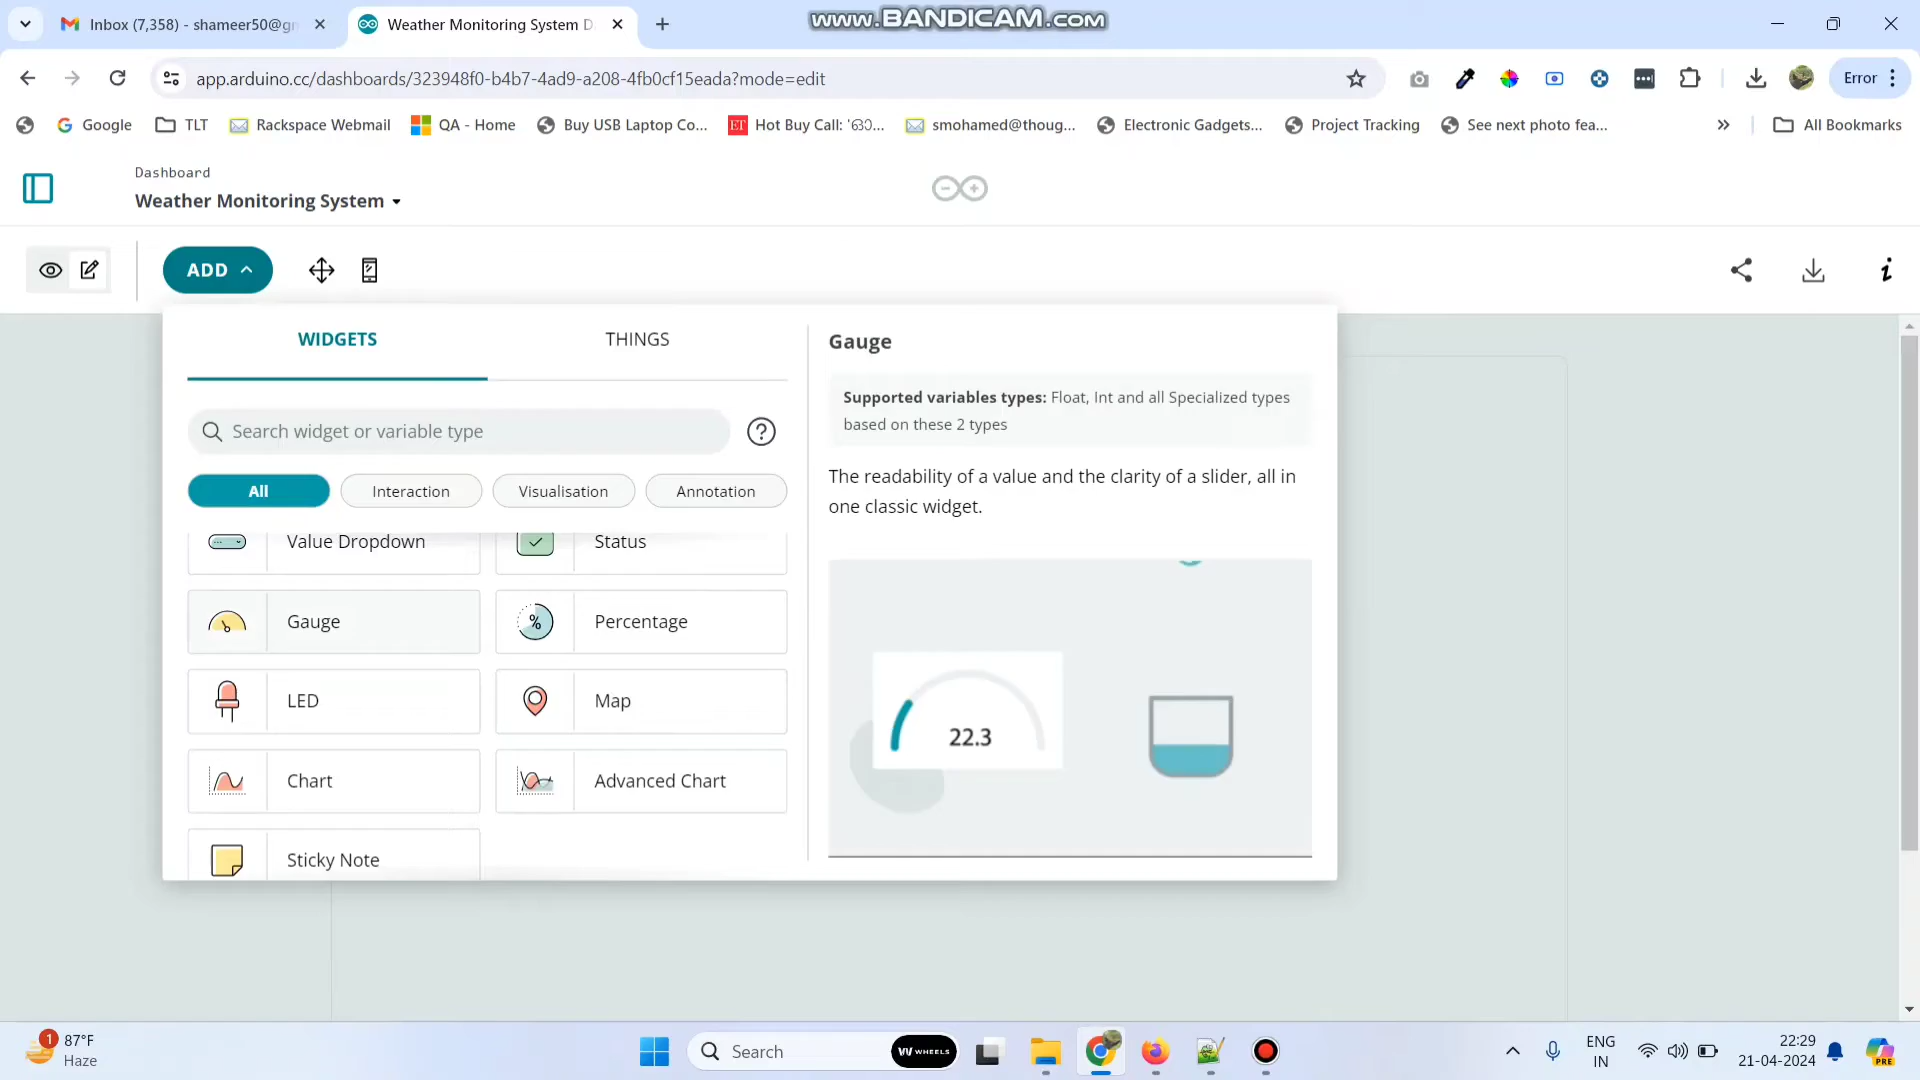 Inbox (7,358) - shameer50@gm
Weather Monitoring System D
www.BANDICAM.com
app.arduino.cc/dashboards/323948f0-b4b7-4ad9-a208-4fb0cf15eada?mode=edit
Error
Google
TLT
Rackspace Webmail
QA - Home
Buy USB Laptop Co...
ET
Hot Buy Call: 'ഓാ...
smohamed@thoug...
Electronic Gadgets...
Project Tracking
See next photo fea...
»
All Bookmarks
Dashboard
Weather Monitoring System
ADD
i
WIDGETS
THINGS
Search widget or variable type
?
All
Interaction
Visualisation
Annotation
Value Dropdown
Status
Gauge
%
Percentage
LED
Map
Chart
Advanced Chart
Sticky Note
Gauge
Supported variables types: Float, Int and all Specialized types
based on these 2 types
The readability of a value and the clarity of a slider, all in
one classic widget.
22.3
1
87°F
Haze
Search
WHEELS
ENG
IN
22:29
21-04-2024
PRE